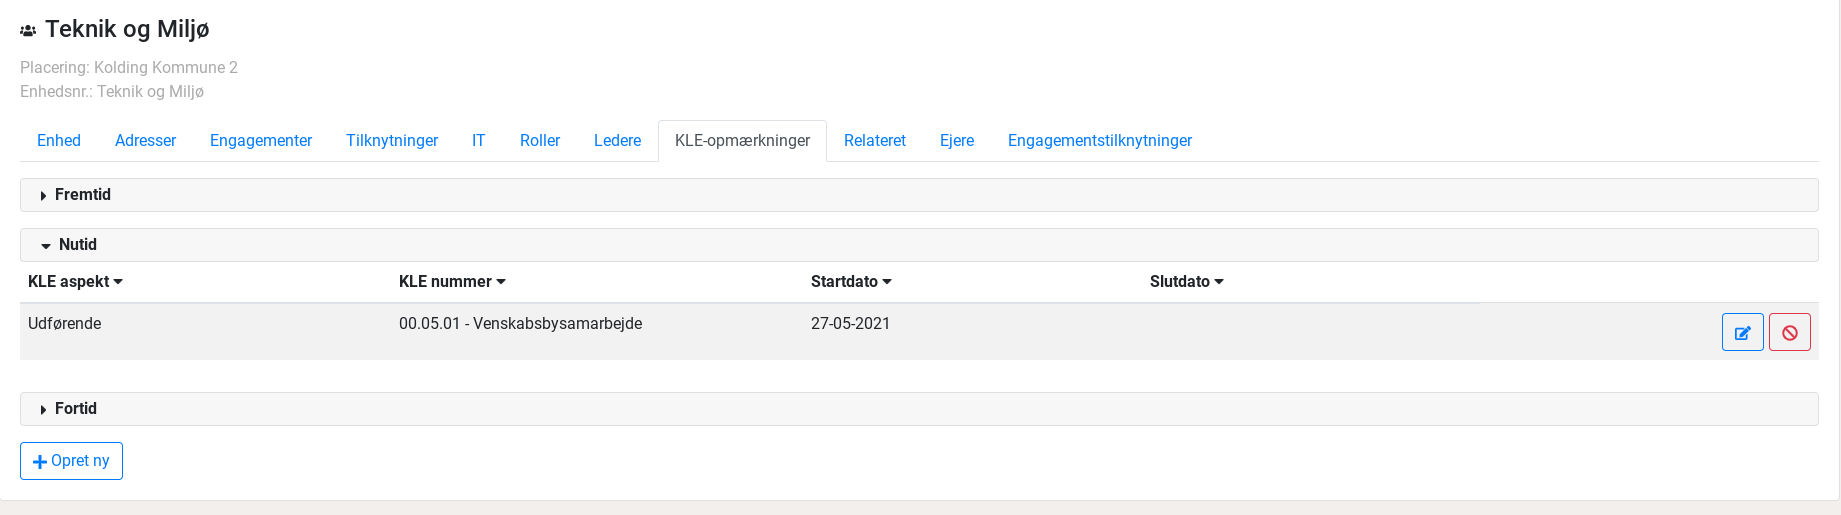 Teknik og Miljø
Placering: Kolding Kommune 2
Enhedsnr.: Teknik og Miljø
Enhed Adresser Engagementer Tilknytninger IT Roller Ledere KLE-opmærkninger Relateret Ejere Engagementstilknytninger
Fremtid
Nutid
KLE aspekt KLE nummer Startdato Slutdato
Udførende 00.05.01 - Venskabsbysamarbejde 27-05-2021
Fortid
Opret ny